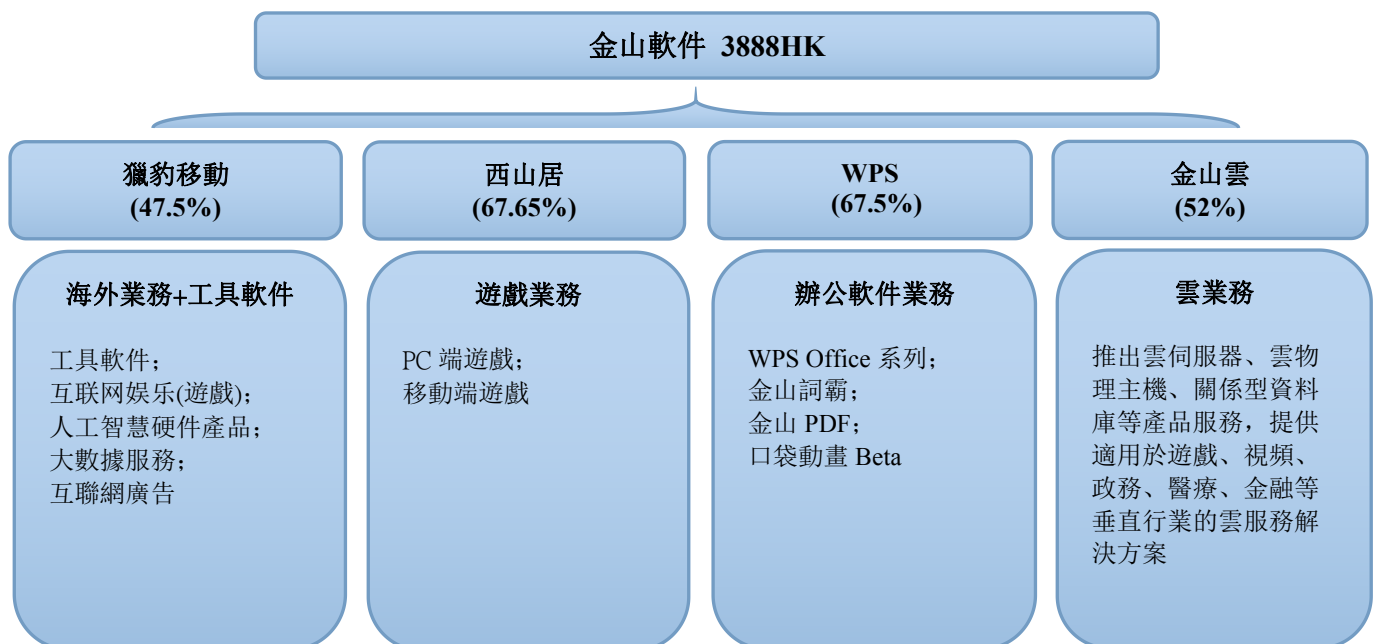 金山軟件 3888HK
獵豹移動
(47.5%)
西山居
(67.65%)
WPS
(67.5%)
金山雲
(52%)
海外業務+工具軟件
工具軟件；
互联网娱乐(遊戲)；
人工智慧硬件產品；
大數據服務；
互聯網廣告
遊戲業務
PC 端遊戲；
移動端遊戲
辦公軟件業務
WPS Office 系列；
金山詞霸；
金山 PDF；
口袋動畫 Beta
雲業務
推出雲伺服器、雲物
理主機、關係型資料
庫等產品服務，提供
適用於遊戲、視頻、
政務、醫療、金融等
垂直行業的雲服務解
決方案